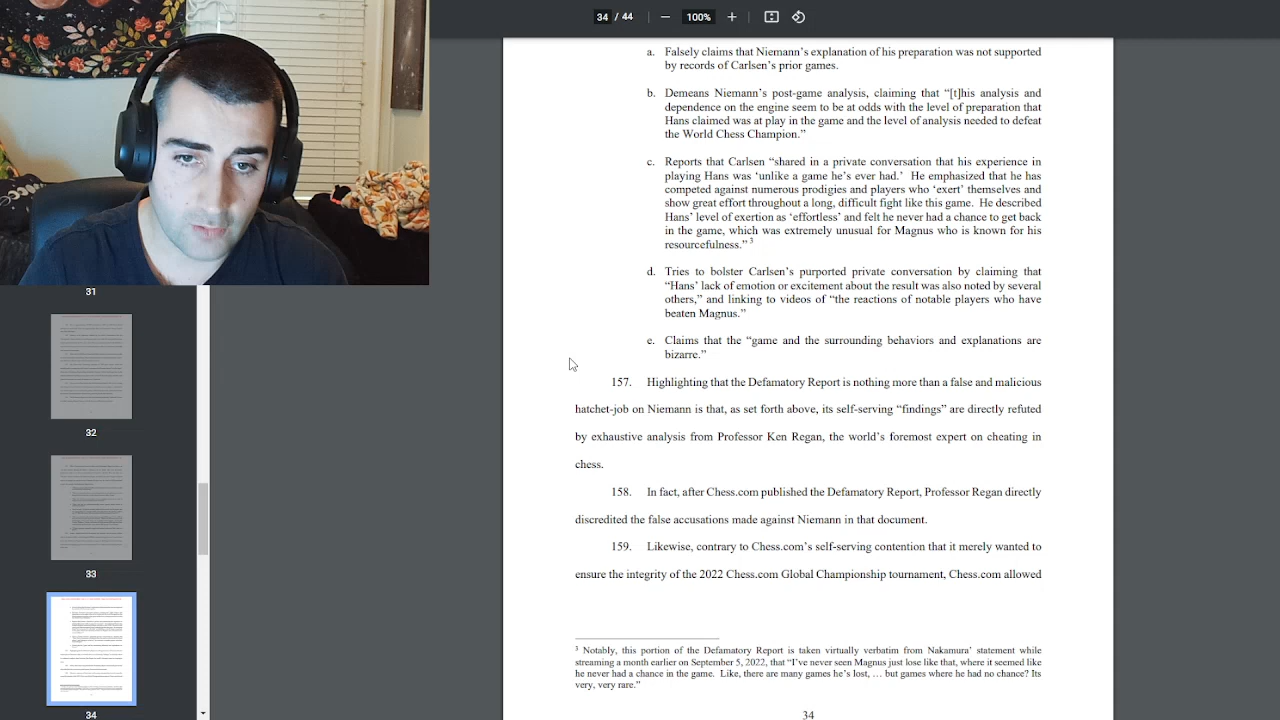 34 / 44
100%
31
32
33
34
a. Falsely claims that Niemann's explanation of his preparation was not supported
by records of Carlsen's prior games.
b. Demeans Niemann's post-game analysis, claiming that “[t]his analysis and
dependence on the engine seem to be at odds with the level of preparation that
Hans claimed was at play in the game and the level of analysis needed to defeat
the World Chess Champion.”
c. Reports that Carlsen “shared in a private conversation that his experience in
playing Hans was ‘unlike a game he's ever had.’ He emphasized that he has
competed against numerous prodigies and players who ‘exert’ themselves and
show great effort throughout a long, difficult fight like this game. He described
Hans’ level of exertion as ‘effortless’ and felt he never had a chance to get back
in the game, which was extremely unusual for Magnus who is known for his
resourcefulness.” 3
d. Tries to bolster Carlsen's purported private conversation by claiming that
“Hans’ lack of emotion or excitement about the result was also noted by several
others,” and linking to videos of “the reactions of notable players who have
beaten Magnus.”
e. Claims that the “game and the surrounding behaviors and explanations are
bizarre.”
157. Highlighting that the Defamatory Report is nothing more than a false and malicious
hatchet-job on Niemann is that, as set forth above, its self-serving “findings” are directly refuted
by exhaustive analysis from Professor Ken Regan, the world's foremost expert on cheating in
chess.
158. In fact, after Chess.com published the Defamatory Report, Professor Regan directly
discredited the false accusations made against Niemann in that document.
159. Likewise, contrary to Chess.com's self-serving contention that it merely wanted to
ensure the integrity of the 2022 Chess.com Global Championship tournament, Chess.com allowed
3 Notably, this portion of the Defamatory Report is taken verbatim from Nakamura’ statement while
streaming a month earlier on September 5, 2022: “I've never seen Magnus just lose like that, where it seemed like
he never had a chance in the game. Like, there are many games he's lost, … but games where he had no chance? Its
very, very rare.”
34